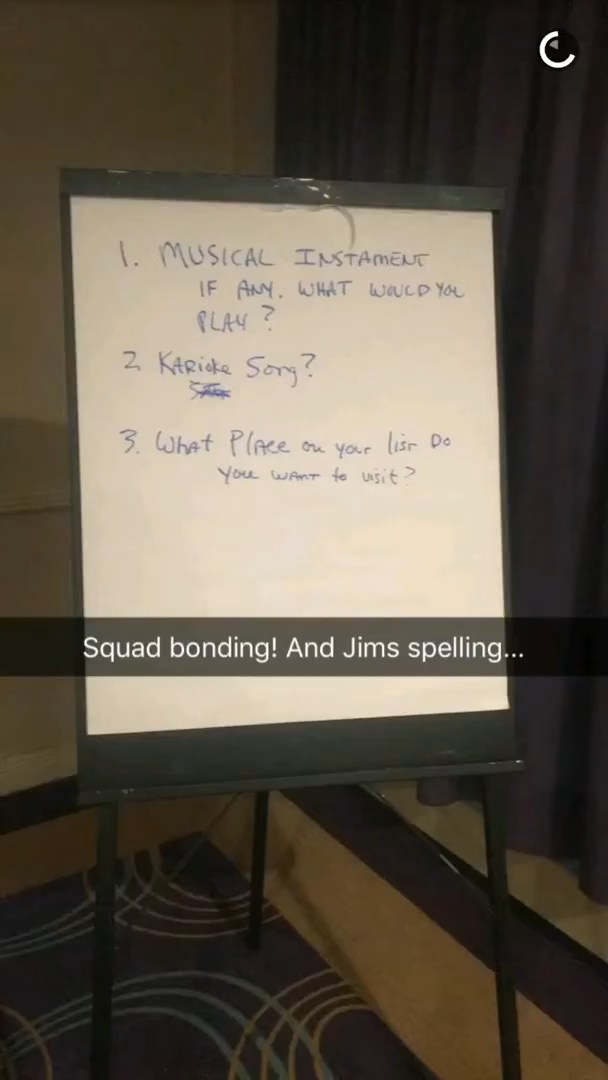 1. MUSICAL INSTAMENT
IF ANY. WHAT WOULD YOU
PLAY?
2 KARioke Song?
3. What Place on your list Do
you want to visit?
Squad bonding! And Jims spelling...